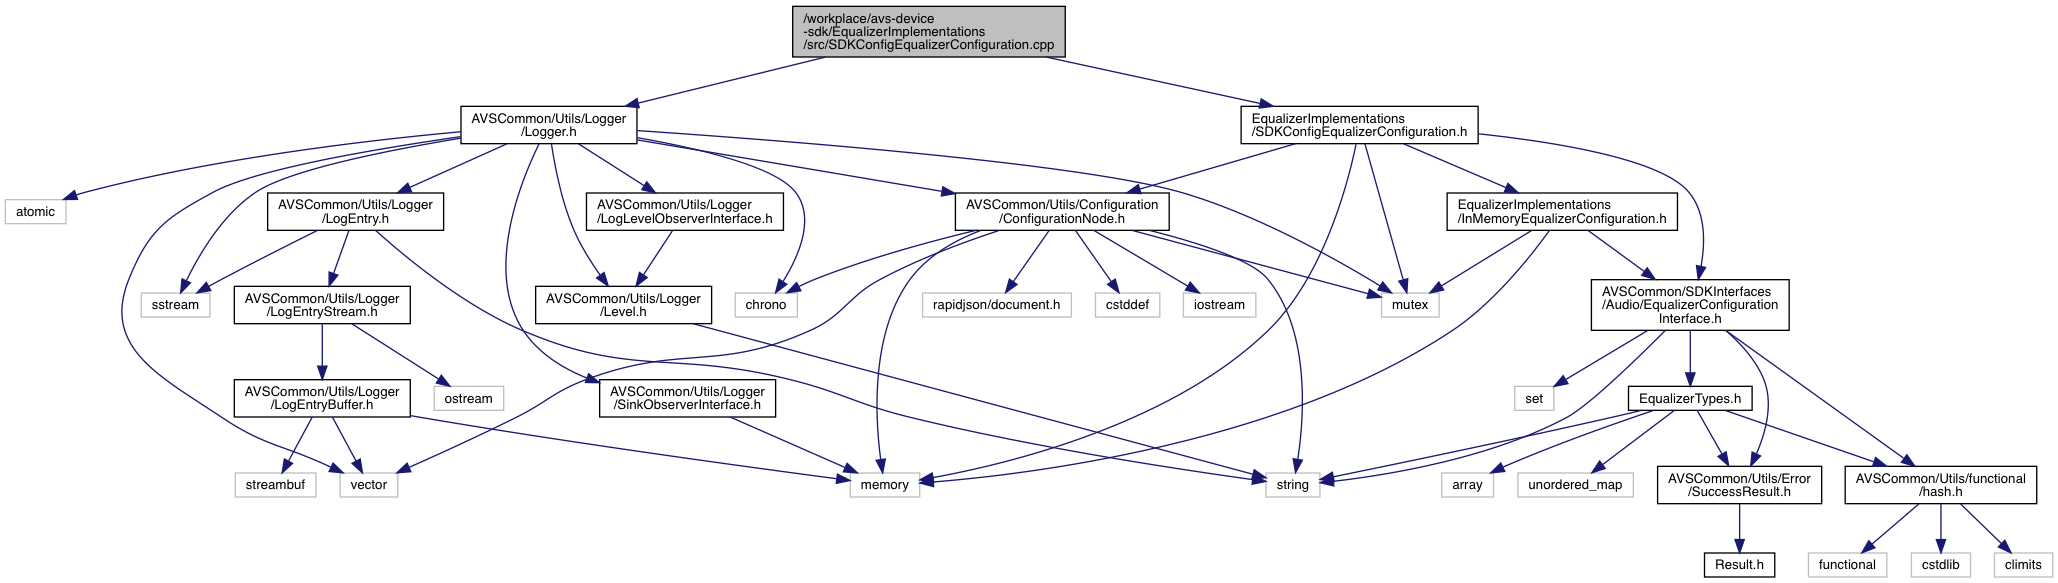 /workplace/avs-device
-sdk/EqualizerImplementations
/src/SDKConfigEqualizerConfiguration.cpp
AVSCommon/Utils/Logger
/Logger.h
EqualizerImplementations
/SDKConfigEqualizerConfiguration.h
atomic
AVSCommon/Utils/Logger
/LogEntry.h
AVSCommon/Utils/Logger
/LogLevelObserverInterface.h
AVSCommon/Utils/Configuration
/ConfigurationNode.h
EqualizerImplementations
/InMemoryEqualizerConfiguration.h
sstream
AVSCommon/Utils/Logger
/LogEntryStream.h
AVSCommon/Utils/Logger
/Level.h
chrono
rapidjson/document.h
cstddef
iostream
mutex
AVSCommon/SDKInterfaces
/Audio/EqualizerConfiguration
Interface.h
AVSCommon/Utils/Logger
/LogEntryBuffer.h
ostream
AVSCommon/Utils/Logger
/SinkObserverInterface.h
set
EqualizerTypes.h
streambuf
vector
memory
string
array
unordered_map
AVSCommon/Utils/Error
/SuccessResult.h
AVSCommon/Utils/functional
/hash.h
Result.h
functional
cstdlib
climits